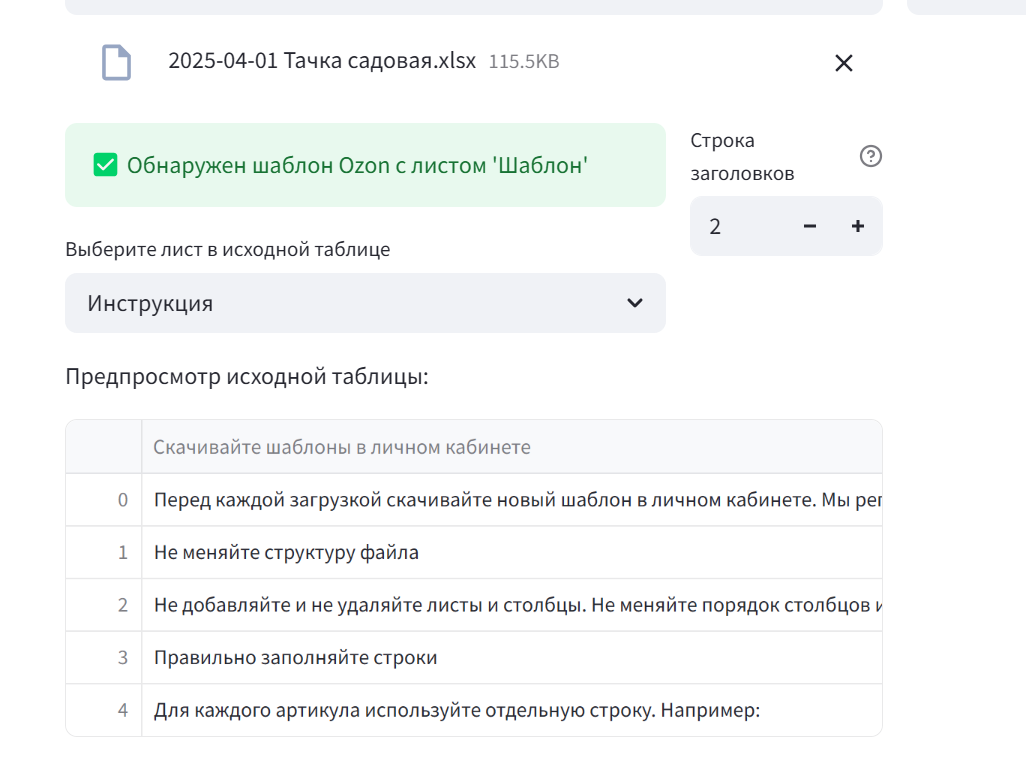 2025-04-01 Тачка садовая.xlsx 115.5KB
Обнаружен шаблон Ozon с листом 'Шаблон'
Строка
заголовков
2
Выберите лист в исходной таблице
Инструкция
Предпросмотр исходной таблицы:
Скачивайте шаблоны в личном кабинете
0 Перед каждой загрузкой скачивайте новый шаблон в личном кабинете. Мы рег
1 Не меняйте структуру файла
2 Не добавляйте и не удаляйте листы и столбцы. Не меняйте порядок столбцов и
3 Правильно заполняйте строки
4 Для каждого артикула используйте отдельную строку. Например: